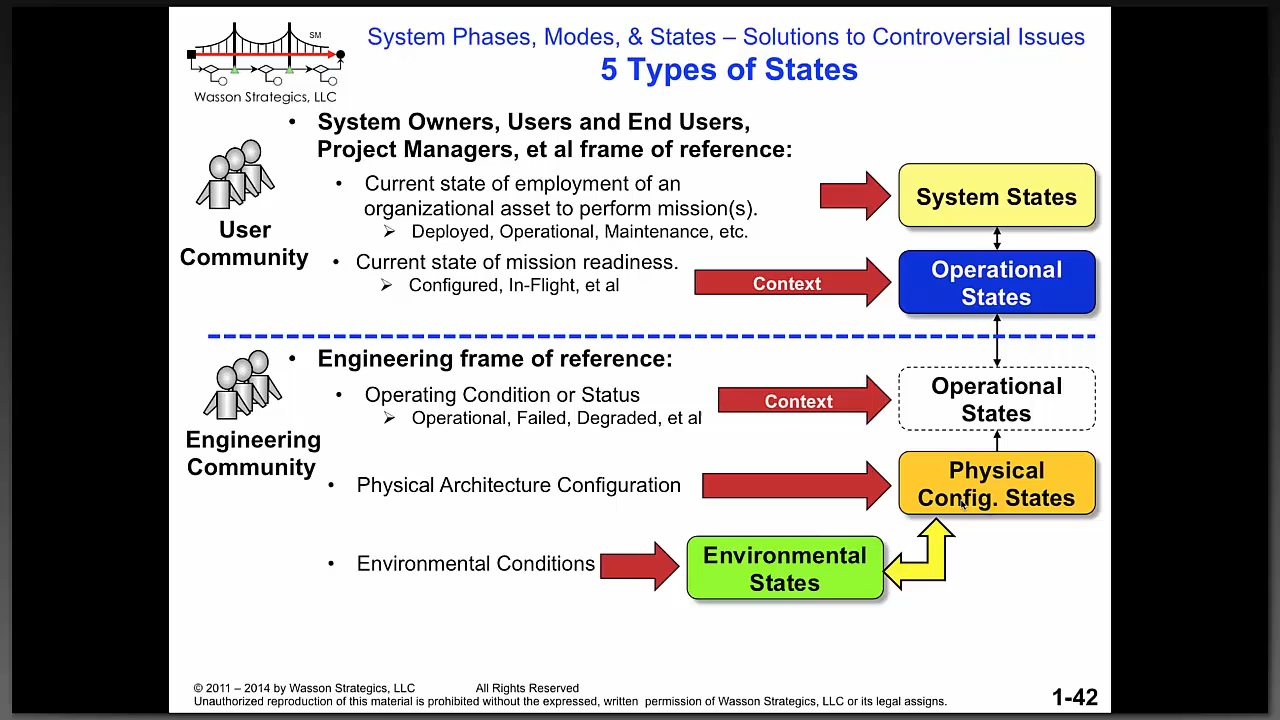 SM
Wasson Strategics, LLC
System Phases, Modes, & States – Solutions to Controversial Issues
5 Types of States
• System Owners, Users and End Users,
Project Managers, et al frame of reference:
• Current state of employment of an
organizational asset to perform mission(s).
➢ Deployed, Operational, Maintenance, etc.
System States
User
Community
• Current state of mission readiness.
➢ Configured, In-Flight, et al
Context
Operational
States
• Engineering frame of reference:
• Operating Condition or Status
➢ Operational, Failed, Degraded, et al
Context
Operational
States
Engineering
Community
• Physical Architecture Configuration
Physical
Config. States
• Environmental Conditions
Environmental
States
© 2011 – 2014 by Wasson Strategics, LLC All Rights Reserved
Unauthorized reproduction of this material is prohibited without the expressed, written permission of Wasson Strategics, LLC or its legal assigns.
1-42